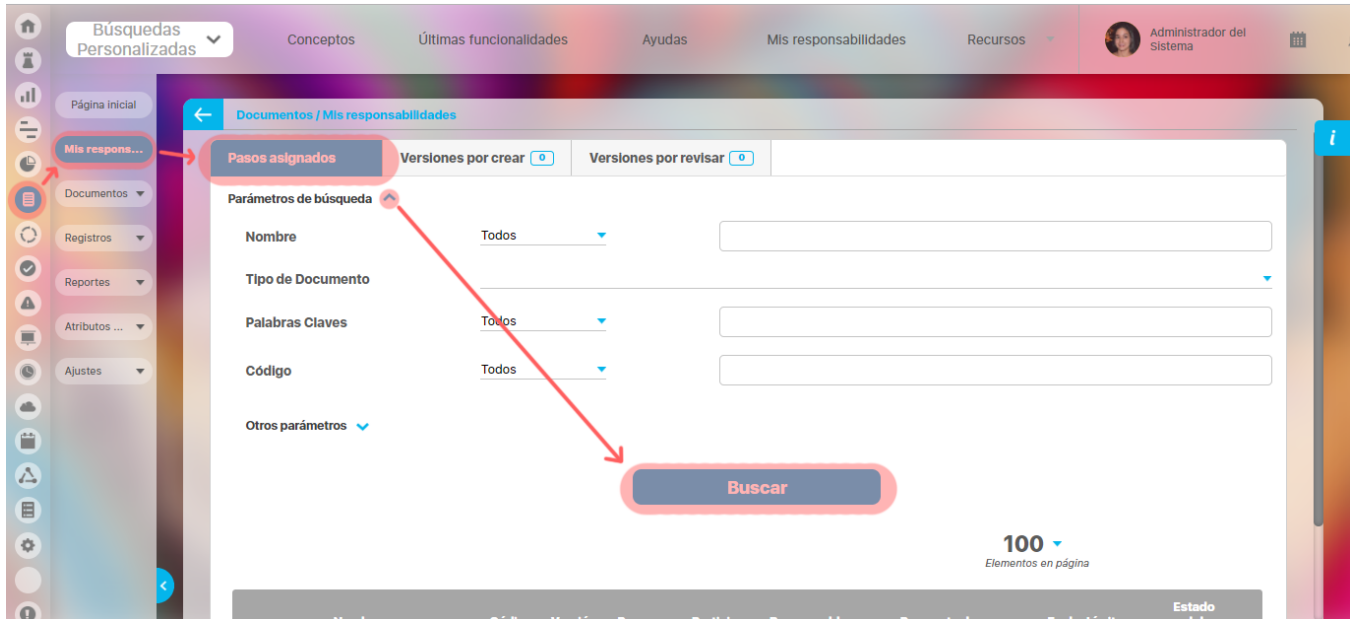 Búsquedas
Personalizadas
Conceptos
Últimas funcionalidades
Ayudas
Mis responsabilidades
Recursos
Administrador del
Sistema
Página inicial
Mis respons...
Documentos
Registros
Reportes
Atributos ...
Ajustes
Documentos / Mis responsabilidades
Pasos asignados
Versiones por crear 0
Versiones por revisar 0
Parámetros de búsqueda
Nombre Todos
Tipo de Documento
Palabras Claves Todos
Código Todos
Otros parámetros
Buscar
100
Elementos en página
Estado
i